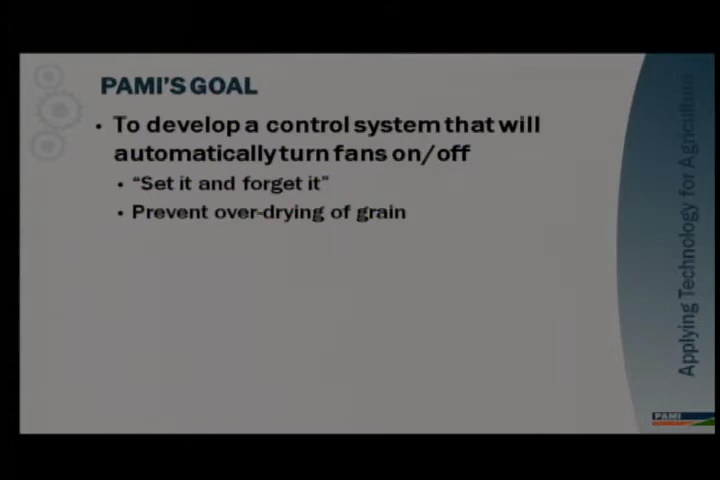 PAMI'S GOAL
• To develop a control system that will
automatically turn fans on/off
• "Set it and forget it"
• Prevent over-drying of grain
Applying Technology for Agriculture
PAMI